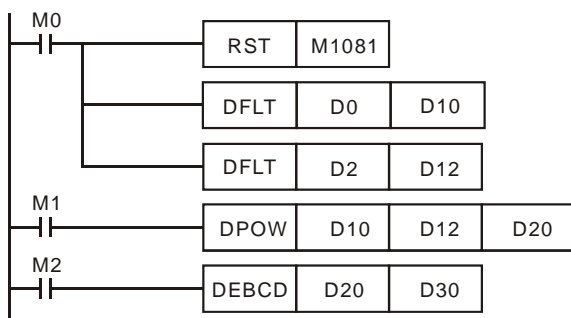 M0
RST M1081
DFLT D0 D10
DFLT D2 D12
M1
DPOW D10 D12 D20
M2
DEBCD D20 D30